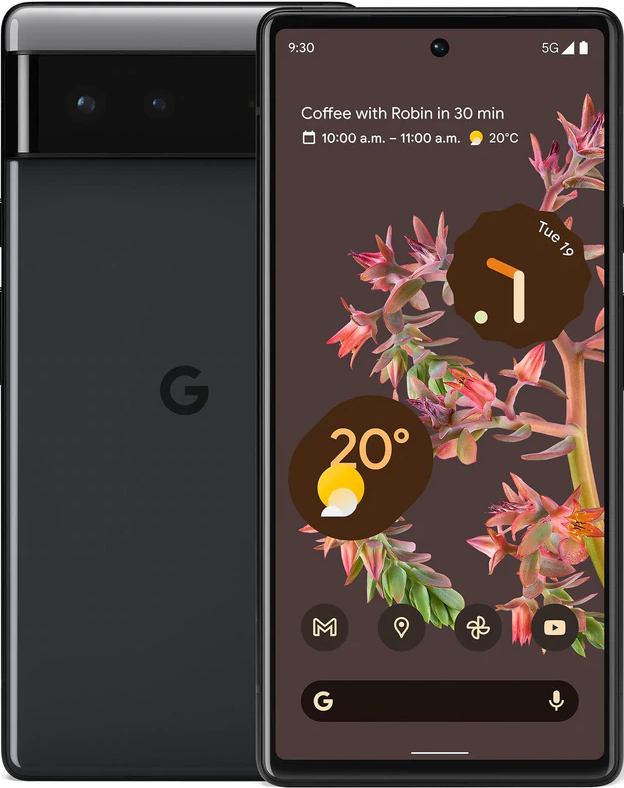 9:30
5G
Coffee with Robin in 30 min
10:00 a.m. – 11:00 a.m. 20°C
Tue 19
20°
G
G